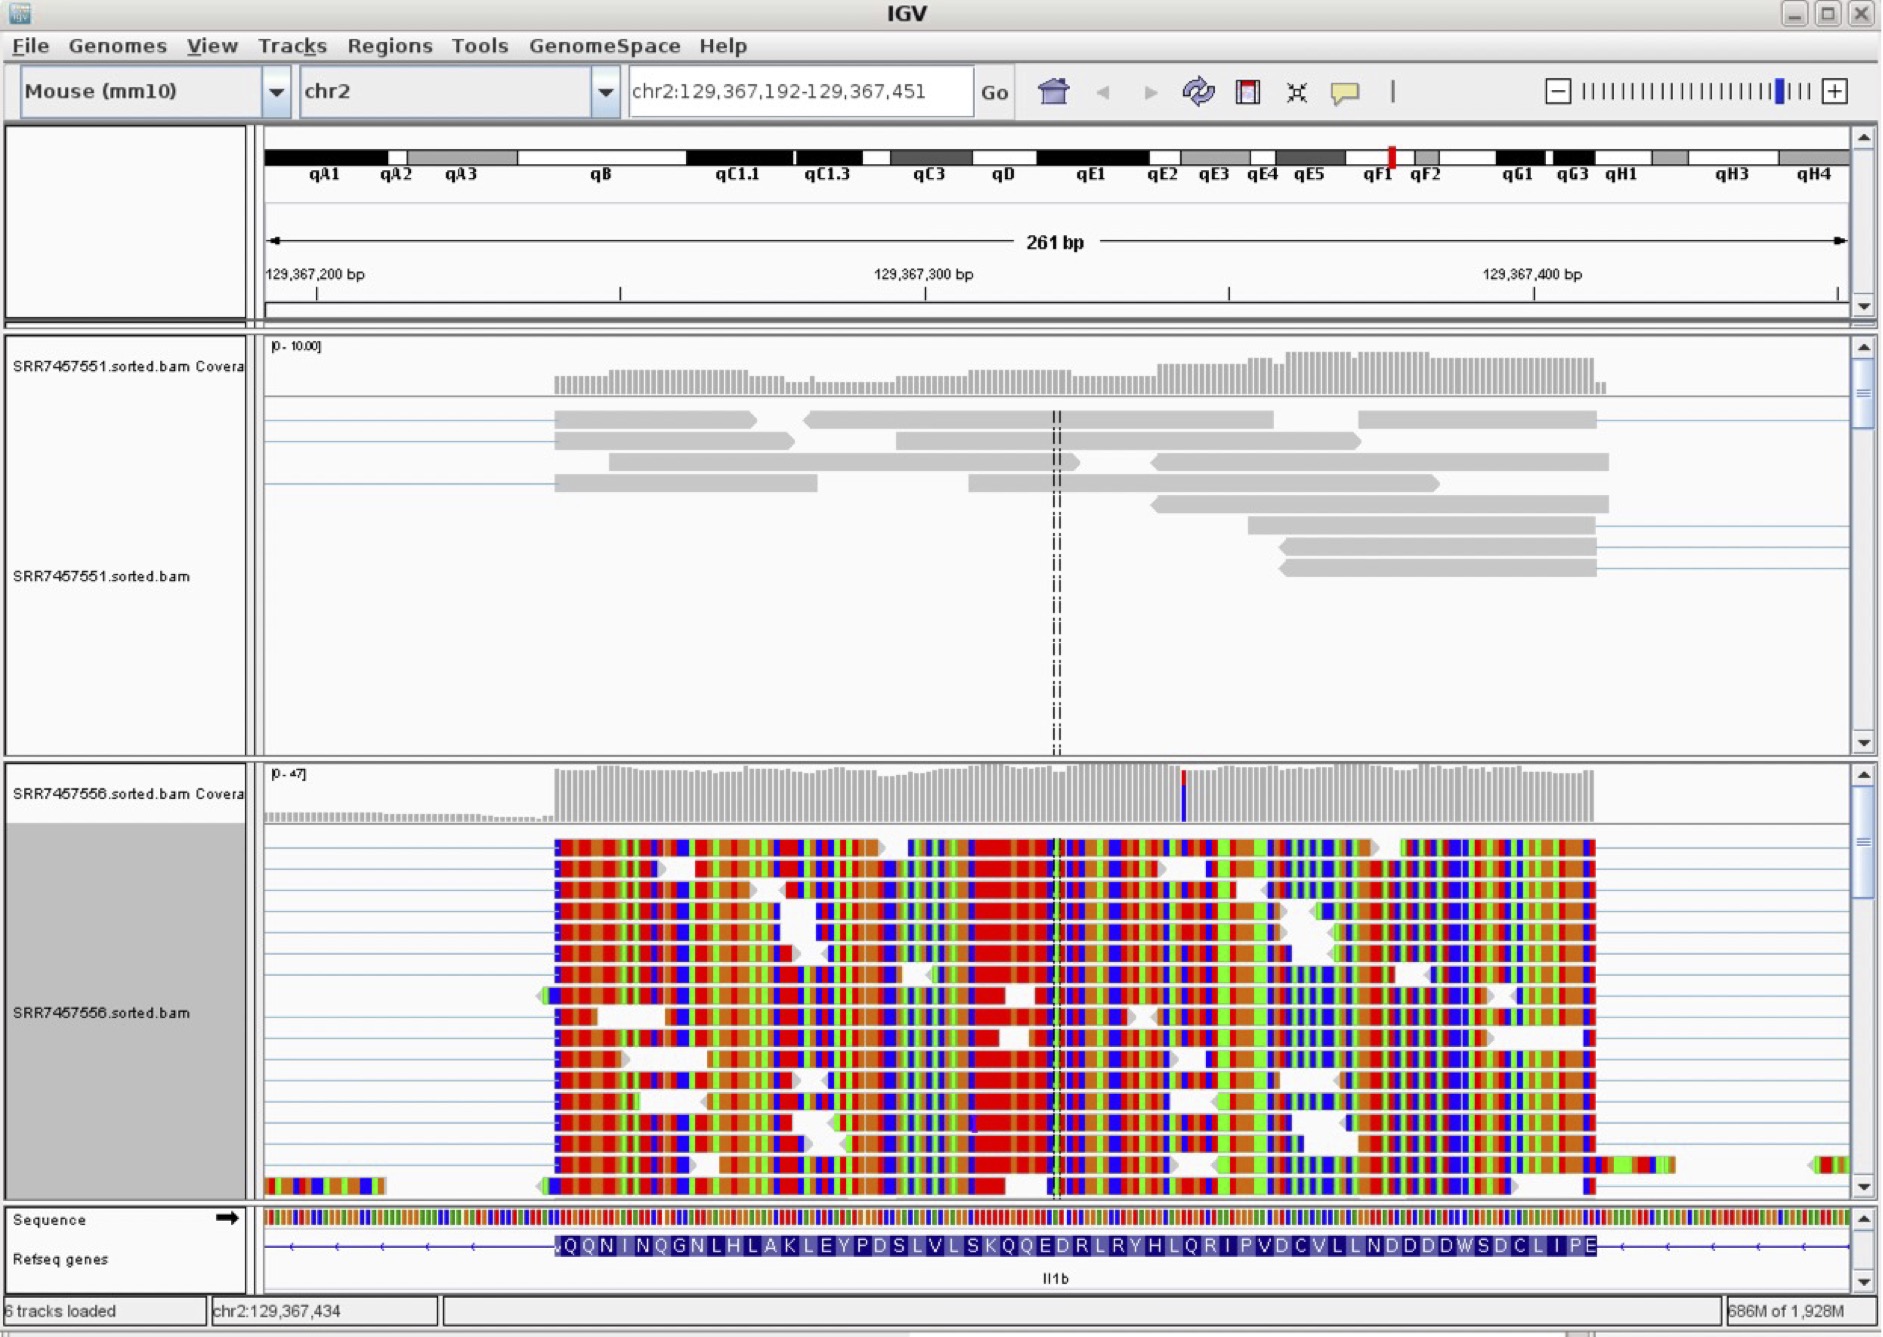 IGV
File Genomes View Tracks Regions Tools GenomeSpace Help
Mouse (mm10) chr2 chr2:129,367,192-129,367,451 Go
qA1 qA2 qA3 qB qC1.1 qC1.3 qC3 qD qE1 qE2 qE3 qE4 qE5 qF1 qF2 qG1 qG3 qH1 qH3 qH4
261 bp
129,367,200 bp 129,367,300 bp 129,367,400 bp
[0 - 10.00]
SRR7457551.sorted.bam Covera
SRR7457551.sorted.bam
[0 - 47]
SRR7457556.sorted.bam Covera
SRR7457556.sorted.bam
Sequence
Refseq genes
Q Q N I N Q G N L H L A K L E Y P D S L V L S K Q Q E D R L R Y H L Q R I P V D C V L L N D D D D W S D C L I P E
Il1b
6 tracks loaded chr2:129,367,434 686M of 1,928M